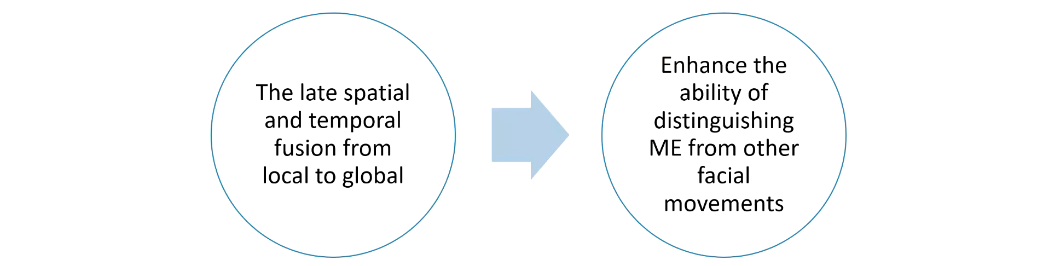 The late spatial
and temporal
fusion from
local to global
Enhance the
ability of
distinguishing
ME from other
facial
movements